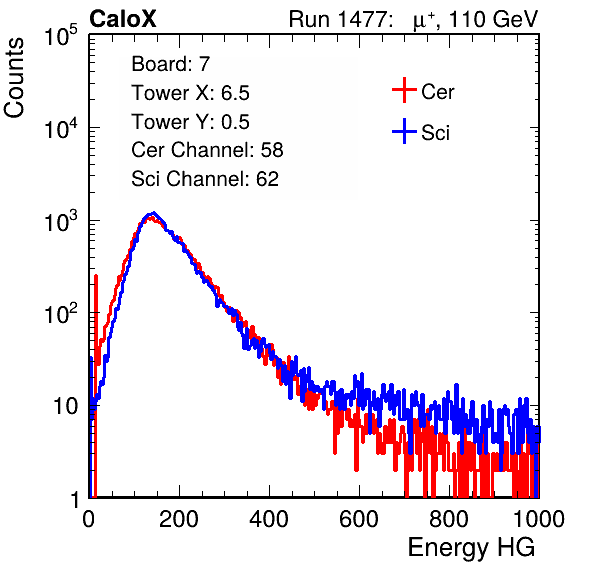 CaloX Run 1477: μ⁺, 110 GeV
Counts
10⁵
10⁴
10³
10²
10
1
Board: 7
Tower X: 6.5
Tower Y: 0.5
Cer Channel: 58
Sci Channel: 62
Cer
Sci
0 200 400 600 800 1000
Energy HG